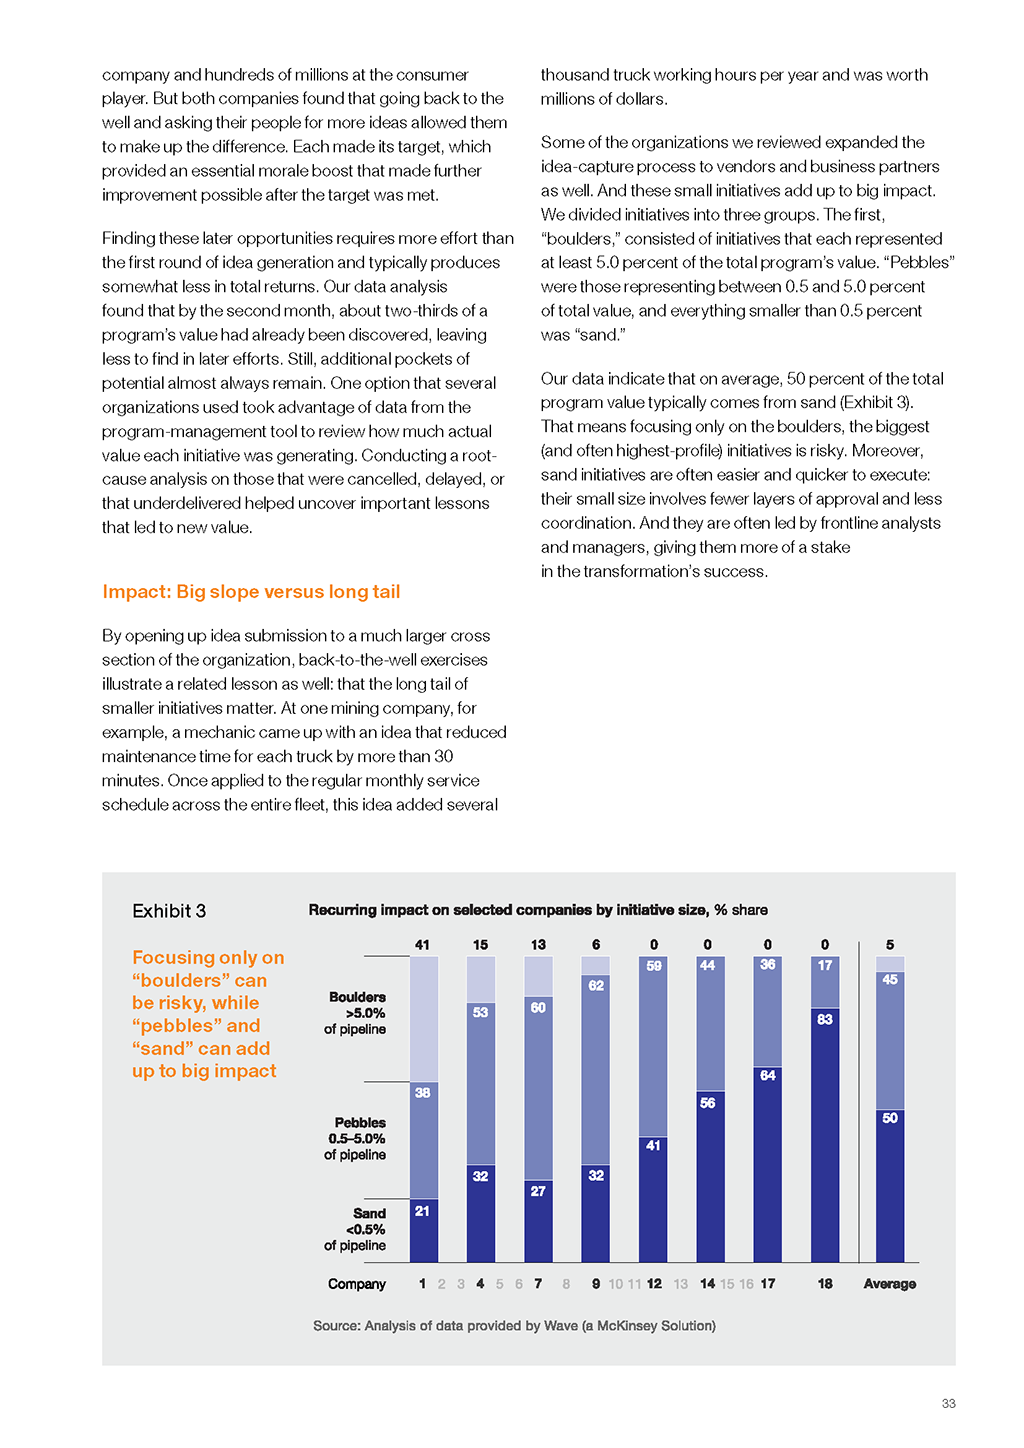 company and hundreds of millions at the consumer
player. But both companies found that going back to the
well and asking their people for more ideas allowed them
to make up the difference. Each made its target, which
provided an essential morale boost that made further
improvement possible after the target was met.
Finding these later opportunities requires more effort than
the first round of idea generation and typically produces
somewhat less in total returns. Our data analysis
found that by the second month, about two-thirds of a
program’s value had already been discovered, leaving
less to find in later efforts. Still, additional pockets of
potential almost always remain. One option that several
organizations used took advantage of data from the
program-management tool to review how much actual
value each initiative was generating. Conducting a root-
cause analysis on those that were cancelled, delayed, or
that underdelivered helped uncover important lessons
that led to new value.
Impact: Big slope versus long tail
By opening up idea submission to a much larger cross
section of the organization, back-to-the-well exercises
illustrate a related lesson as well: that the long tail of
smaller initiatives matter. At one mining company, for
example, a mechanic came up with an idea that reduced
maintenance time for each truck by more than 30
minutes. Once applied to the regular monthly service
schedule across the entire fleet, this idea added several
thousand truck working hours per year and was worth
millions of dollars.
Some of the organizations we reviewed expanded the
idea-capture process to vendors and business partners
as well. And these small initiatives add up to big impact.
We divided initiatives into three groups. The first,
“boulders,” consisted of initiatives that each represented
at least 5.0 percent of the total program’s value. “Pebbles”
were those representing between 0.5 and 5.0 percent
of total value, and everything smaller than 0.5 percent
was “sand.”
Our data indicate that on average, 50 percent of the total
program value typically comes from sand (Exhibit 3).
That means focusing only on the boulders, the biggest
(and often highest-profile) initiatives is risky. Moreover,
sand initiatives are often easier and quicker to execute:
their small size involves fewer layers of approval and less
coordination. And they are often led by frontline analysts
and managers, giving them more of a stake
in the transformation’s success.
Exhibit 3
Focusing only on
“boulders” can
be risky, while
“pebbles” and
“sand” can add
up to big impact
Recurring impact on selected companies by initiative size, % share
41 15 13 6 0 0 0 0 5
59 44 36 17
45
62
Boulders
>5.0%
of pipeline
53 60
83
64
38
56
50
Pebbles
0.5–5.0%
of pipeline
41
32 27 32
21
Sand
<0.5%
of pipeline
Company 1 2 3 4 5 6 7 8 9 10 11 12 13 14 15 16 17 18 Average
Source: Analysis of data provided by Wave (a McKinsey Solution)
33